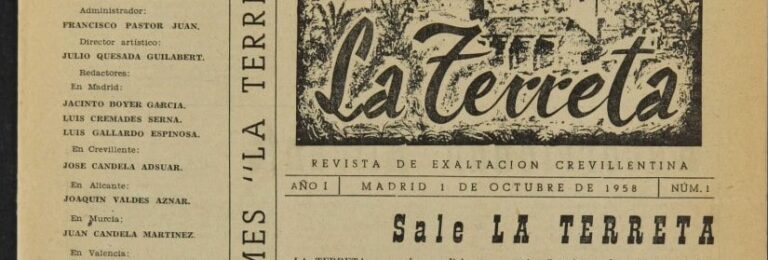 Administrador:
FRANCISCO PASTOR JUAN.
Director artístico:
JULIO QUESADA GUILABERT.
Redactores:
En Madrid:
JACINTO BOYER GARCIA.
LUIS CREMADES SERNA.
LUIS GALLARDO ESPINOSA.
En Crevillente:
JOSE CANDELA ADSUAR.
En Alicante:
JOAQUIN VALDES AZNAR.
En Murcia:
JUAN CANDELA MARTINEZ.
En Valencia:
MES "LA TERRE
La Terreta
REVISTA DE EXALTACION CREVILLENTINA
AÑO I MADRID 1 DE OCTUBRE DE 1958 NÚM. 1
Sale LA TERRETA
LA TERRETA